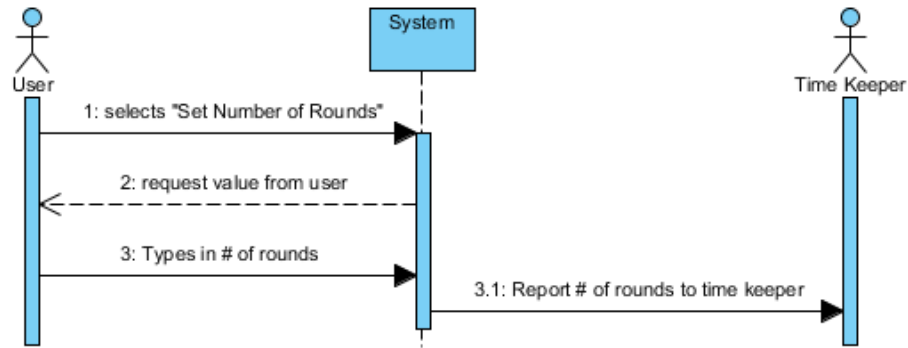 System
User
Time Keeper
1: selects "Set Number of Rounds"
2: request value from user
3: Types in # of rounds
3.1: Report # of rounds to time keeper